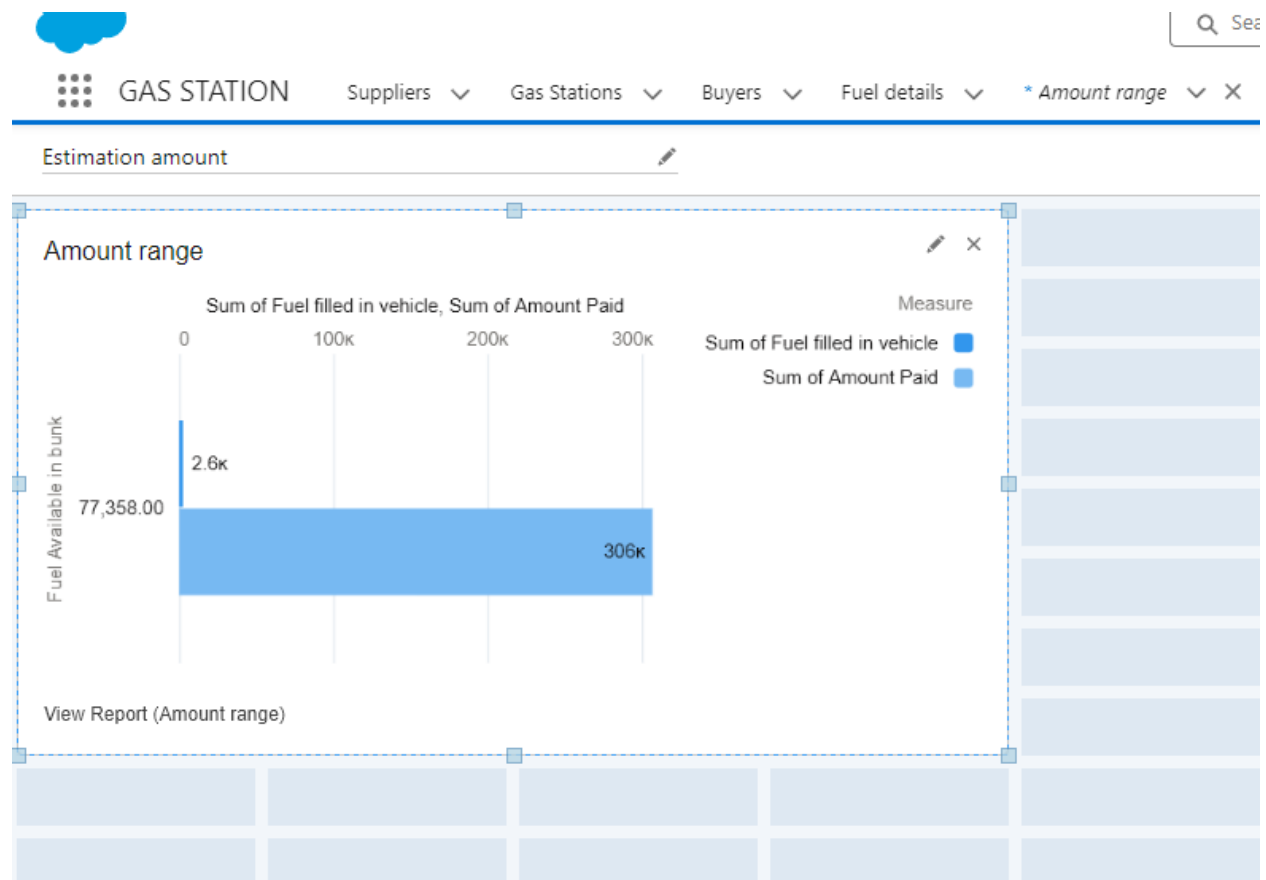 Sea
GAS STATION Suppliers Gas Stations Buyers Fuel details * Amount range
Estimation amount
Amount range
Sum of Fuel filled in vehicle, Sum of Amount Paid
Measure
0 100K 200K 300K
Sum of Fuel filled in vehicle
Sum of Amount Paid
Fuel Available in bunk
2.6K
77,358.00
306K
View Report (Amount range)